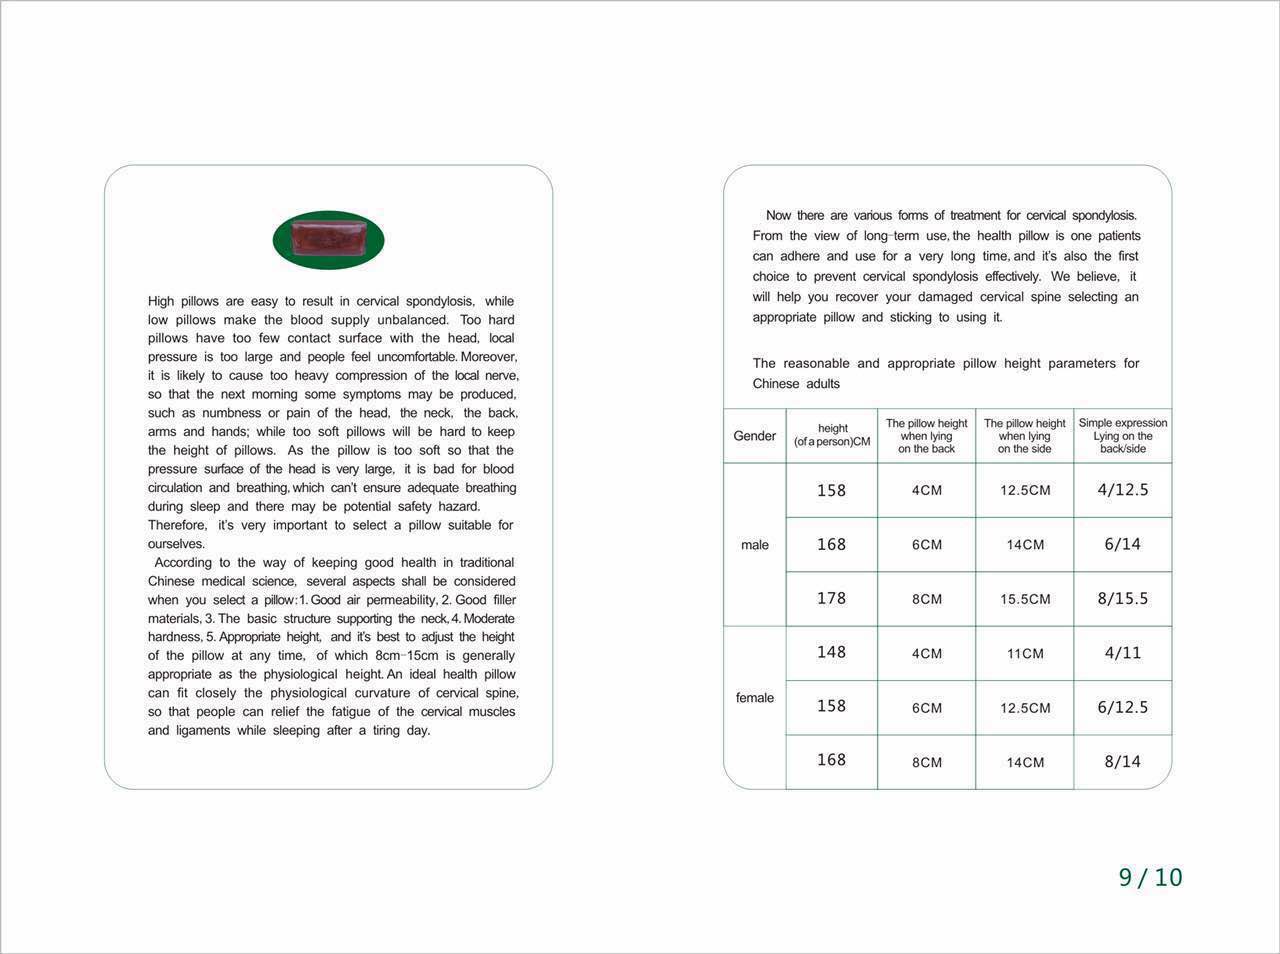 High pillows are easy to result in cervical spondylosis, while
low pillows make the blood supply unbalanced. Too hard
pillows have too few contact surface with the head, local
pressure is too large and people feel uncomfortable. Moreover,
it is likely to cause too heavy compression of the local nerve,
so that the next morning some symptoms may be produced,
such as numbness or pain of the head, the neck, the back,
arms and hands; while too soft pillows will be hard to keep
the height of pillows. As the pillow is too soft so that the
pressure surface of the head is very large, it is bad for blood
circulation and breathing, which can't ensure adequate breathing
during sleep and there may be potential safety hazard.
Therefore, it's very important to select a pillow suitable for
ourselves.
According to the way of keeping good health in traditional
Chinese medical science, several aspects shall be considered
when you select a pillow: 1. Good air permeability, 2. Good filler
materials, 3. The basic structure supporting the neck, 4. Moderate
hardness, 5. Appropriate height, and it's best to adjust the height
of the pillow at any time, of which 8cm-15cm is generally
appropriate as the physiological height. An ideal health pillow
can fit closely the physiological curvature of cervical spine,
so that people can relief the fatigue of the cervical muscles
and ligaments while sleeping after a tiring day.
Now there are various forms of treatment for cervical spondylosis.
From the view of long-term use, the health pillow is one patients
can adhere and use for a very long time, and it's also the first
choice to prevent cervical spondylosis effectively. We believe, it
will help you recover your damaged cervical spine selecting an
appropriate pillow and sticking to using it.
The reasonable and appropriate pillow height parameters for
Chinese adults
Gender
height
(of a person)CM
The pillow height
when lying
on the back
The pillow height
when lying
on the side
Simple expression
Lying on the
back/side
male
158 4CM 12.5CM 4/12.5
168 6CM 14CM 6/14
178 8CM 15.5CM 8/15.5
female
148 4CM 11CM 4/11
158 6CM 12.5CM 6/12.5
168 8CM 14CM 8/14
9 / 10